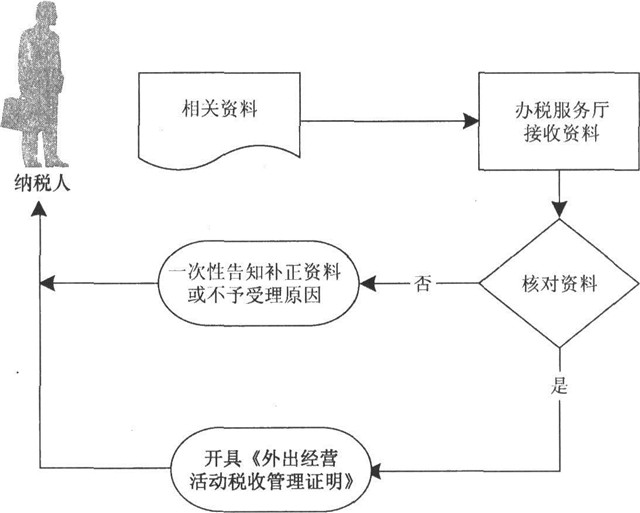 相关资料
办税服务厅
接收资料
纳税人
一次性告知补正资料
或不予受理原因
否
核对资料
是
开具《外出经营
活动税收管理证明》